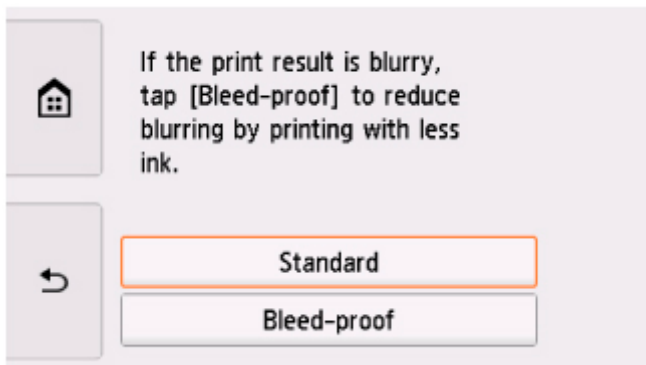 If the print result is blurry,
tap [Bleed-proof] to reduce
blurring by printing with less
ink.
Standard
Bleed-proof